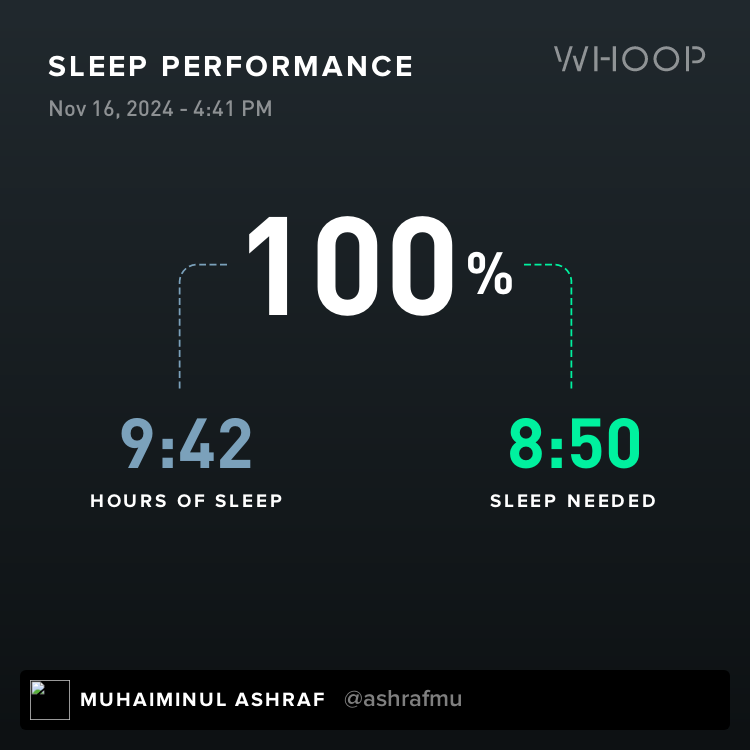 SLEEP PERFORMANCE
WHOOP
Nov 16, 2024 - 4:41 PM
100%
9:42
8:50
HOURS OF SLEEP
SLEEP NEEDED
MUHAIMINUL ASHRAF @ashrafmu